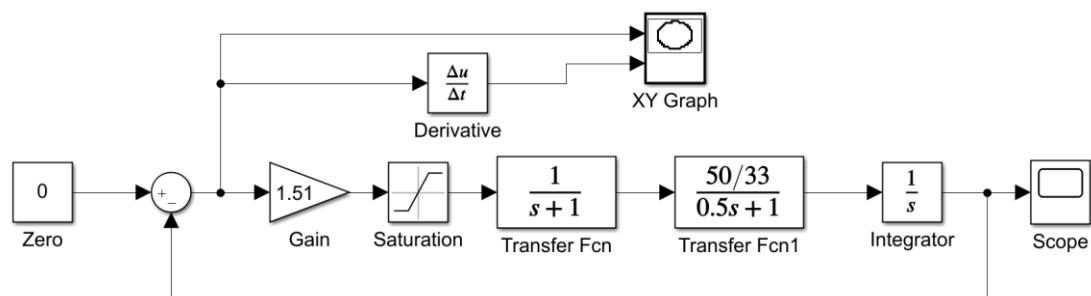 XY Graph
Δu
Δt
Derivative
0
Zero
+
−
1.51
Gain
Saturation
1
s + 1
Transfer Fcn
50/33
0.5s + 1
Transfer Fcn1
1
s
Integrator
Scope